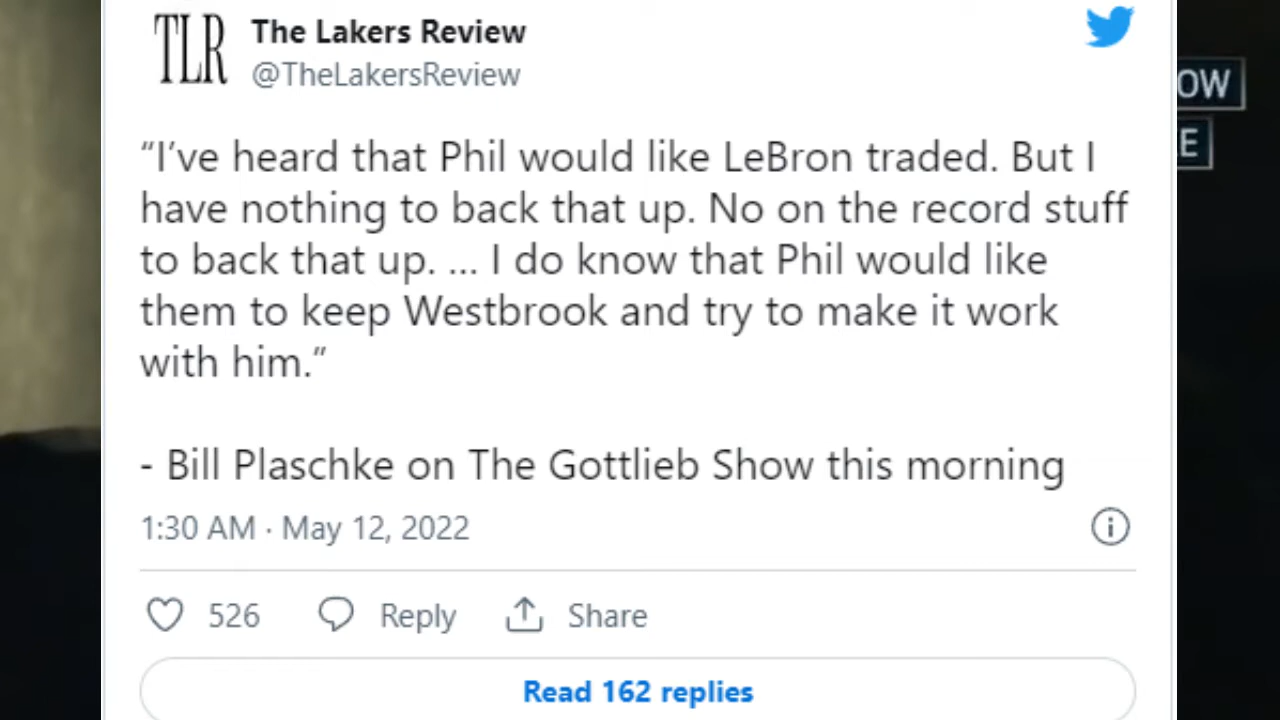 TLR
The Lakers Review
@TheLakersReview
OW
E
“I’ve heard that Phil would like LeBron traded. But I
have nothing to back that up. No on the record stuff
to back that up. ... I do know that Phil would like
them to keep Westbrook and try to make it work
with him.”
- Bill Plaschke on The Gottlieb Show this morning
1:30 AM · May 12, 2022
526 Reply Share
Read 162 replies